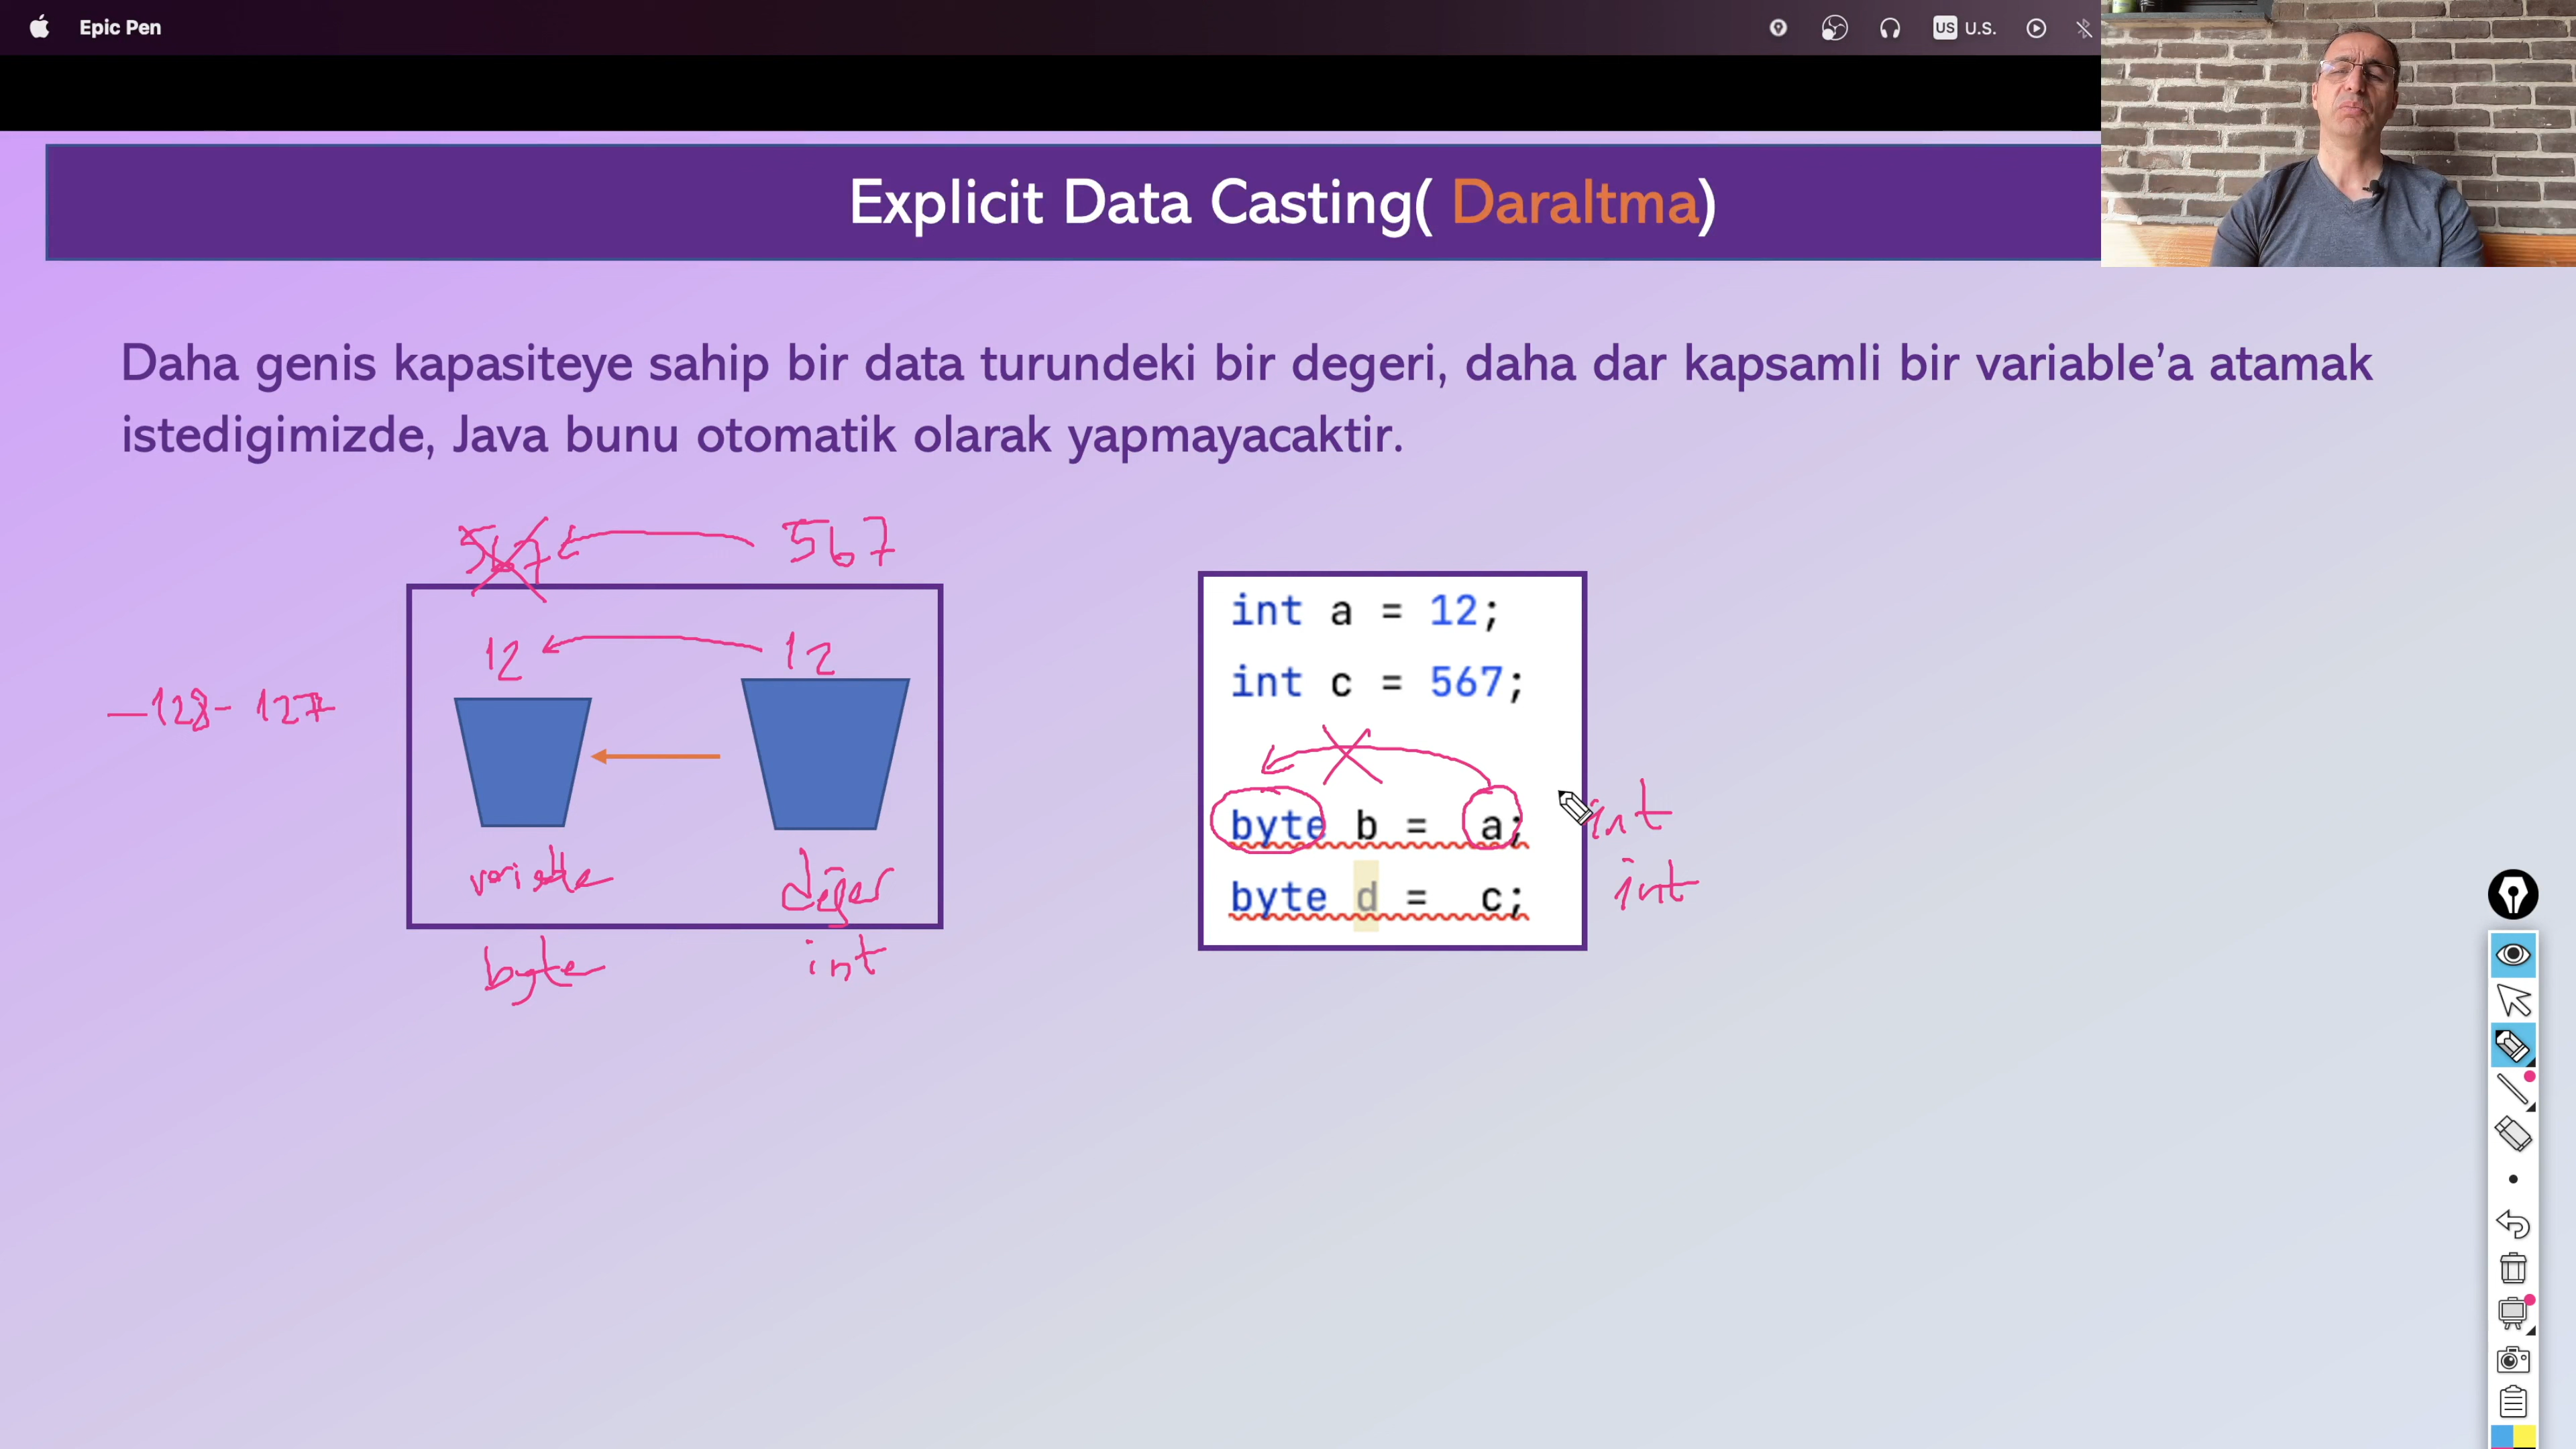 Epic Pen
US U.S.
Explicit Data Casting( Daraltma)
Daha genis kapasiteye sahip bir data turundeki bir degeri, daha dar kapsamli bir variable’a atamak
istedigimizde, Java bunu otomatik olarak yapmayacaktir.
567 567
12 12
-128- 127
variable değer
byte int
int a = 12;
int c = 567;
byte b = a; int
byte d = c; int